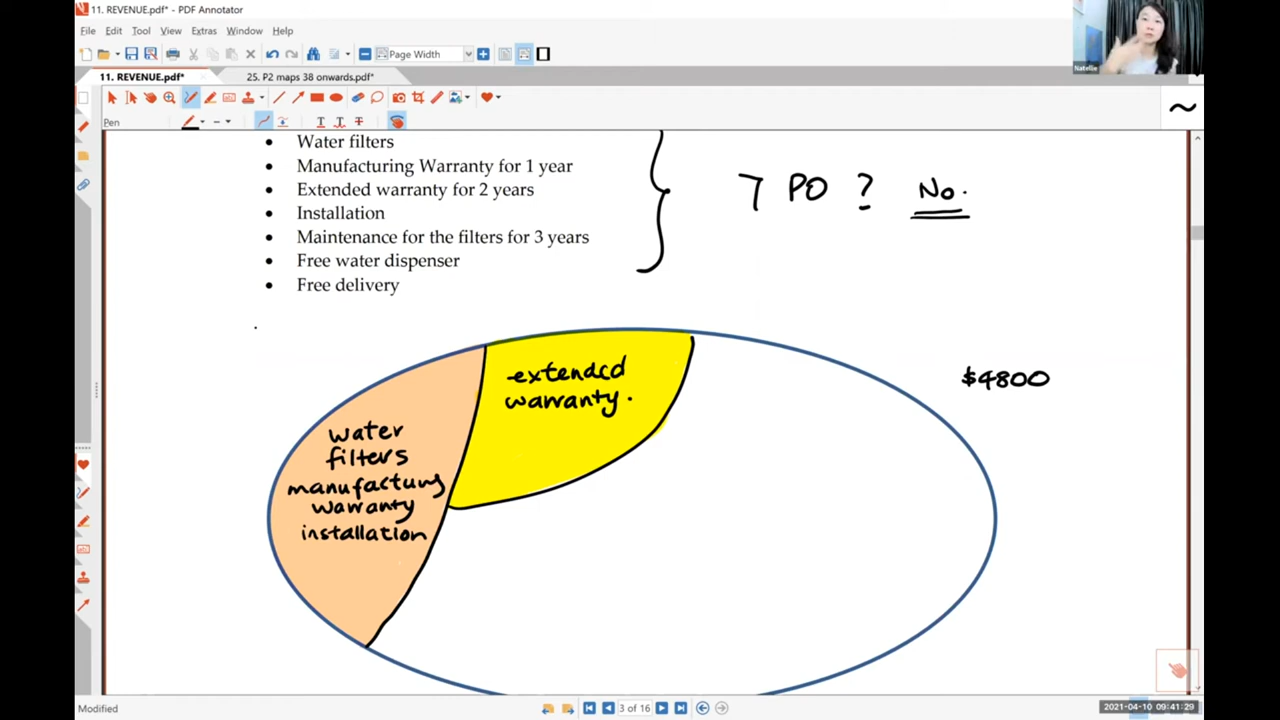 11. REVENUE.pdf* - PDF Annotator
File Edit Tool View Extras Window Help
Page Width
11. REVENUE.pdf* 25. P2 maps 38 onwards.pdf*
Pen
Natellie
Water filters
Manufacturing Warranty for 1 year
Extended warranty for 2 years
Installation
Maintenance for the filters for 3 years
Free water dispenser
Free delivery
7 PO ? No.
extended
warranty.
$4800
water
filters
manufacturing
warranty
installation
Modified
3 of 16
2021-04-10 09:41:29